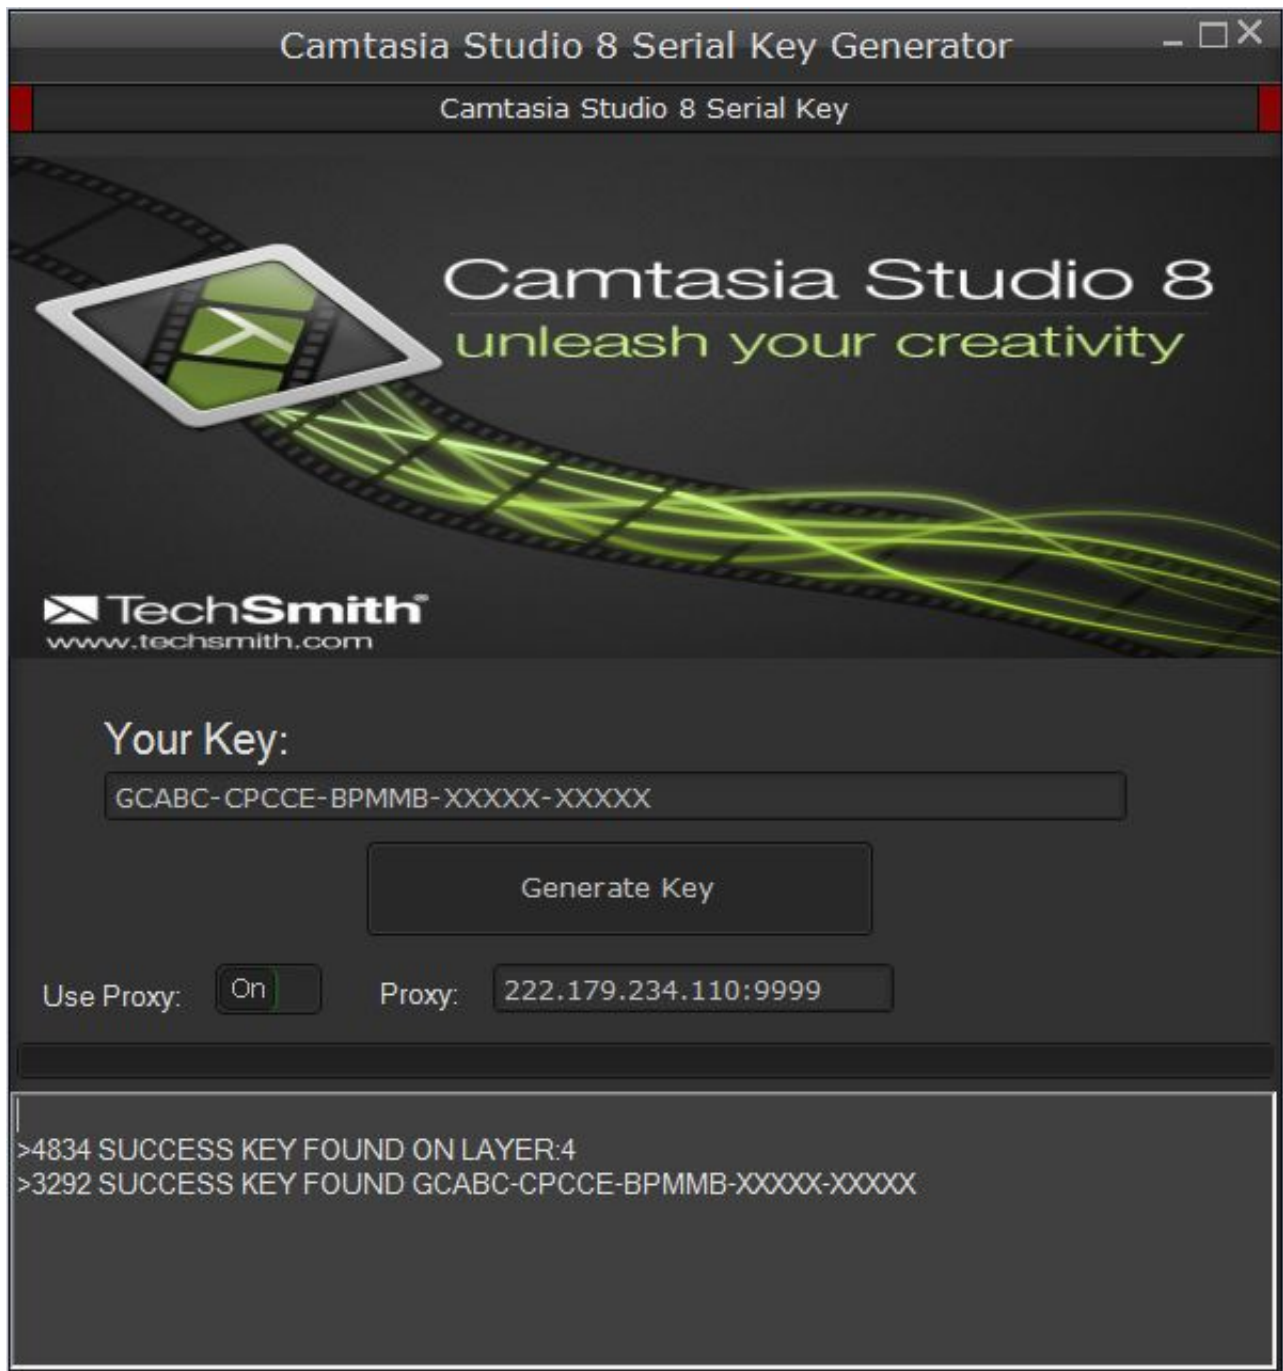 Camtasia Studio 8 Serial Key Generator
Camtasia Studio 8 Serial Key
Camtasia Studio 8
unleash your creativity
TechSmith®
www.techsmith.com
Your Key:
GCABC-CPCCE-BPMMB-XXXXX-XXXXX
Generate Key
Use Proxy: On Proxy: 222.179.234.110:9999
>4834 SUCCESS KEY FOUND ON LAYER:4
>3292 SUCCESS KEY FOUND GCABC-CPCCE-BPMMB-XXXXX-XXXXX